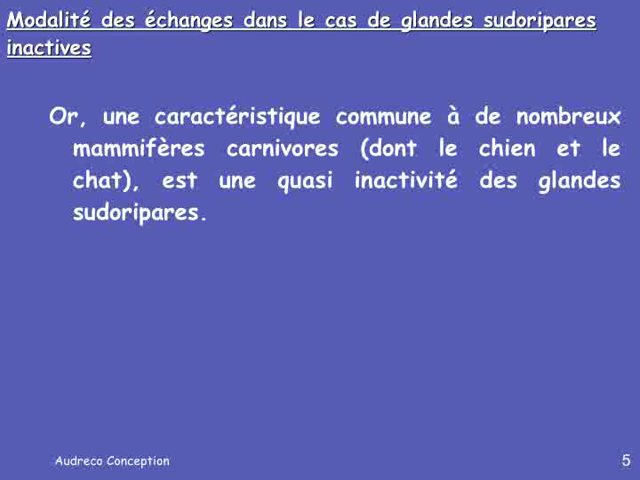 Modalité des échanges dans le cas de glandes sudoripares
inactives
Or, une caractéristique commune à de nombreux
mammifères carnivores (dont le chien et le
chat), est une quasi inactivité des glandes
sudoripares.
Audreco Conception
5